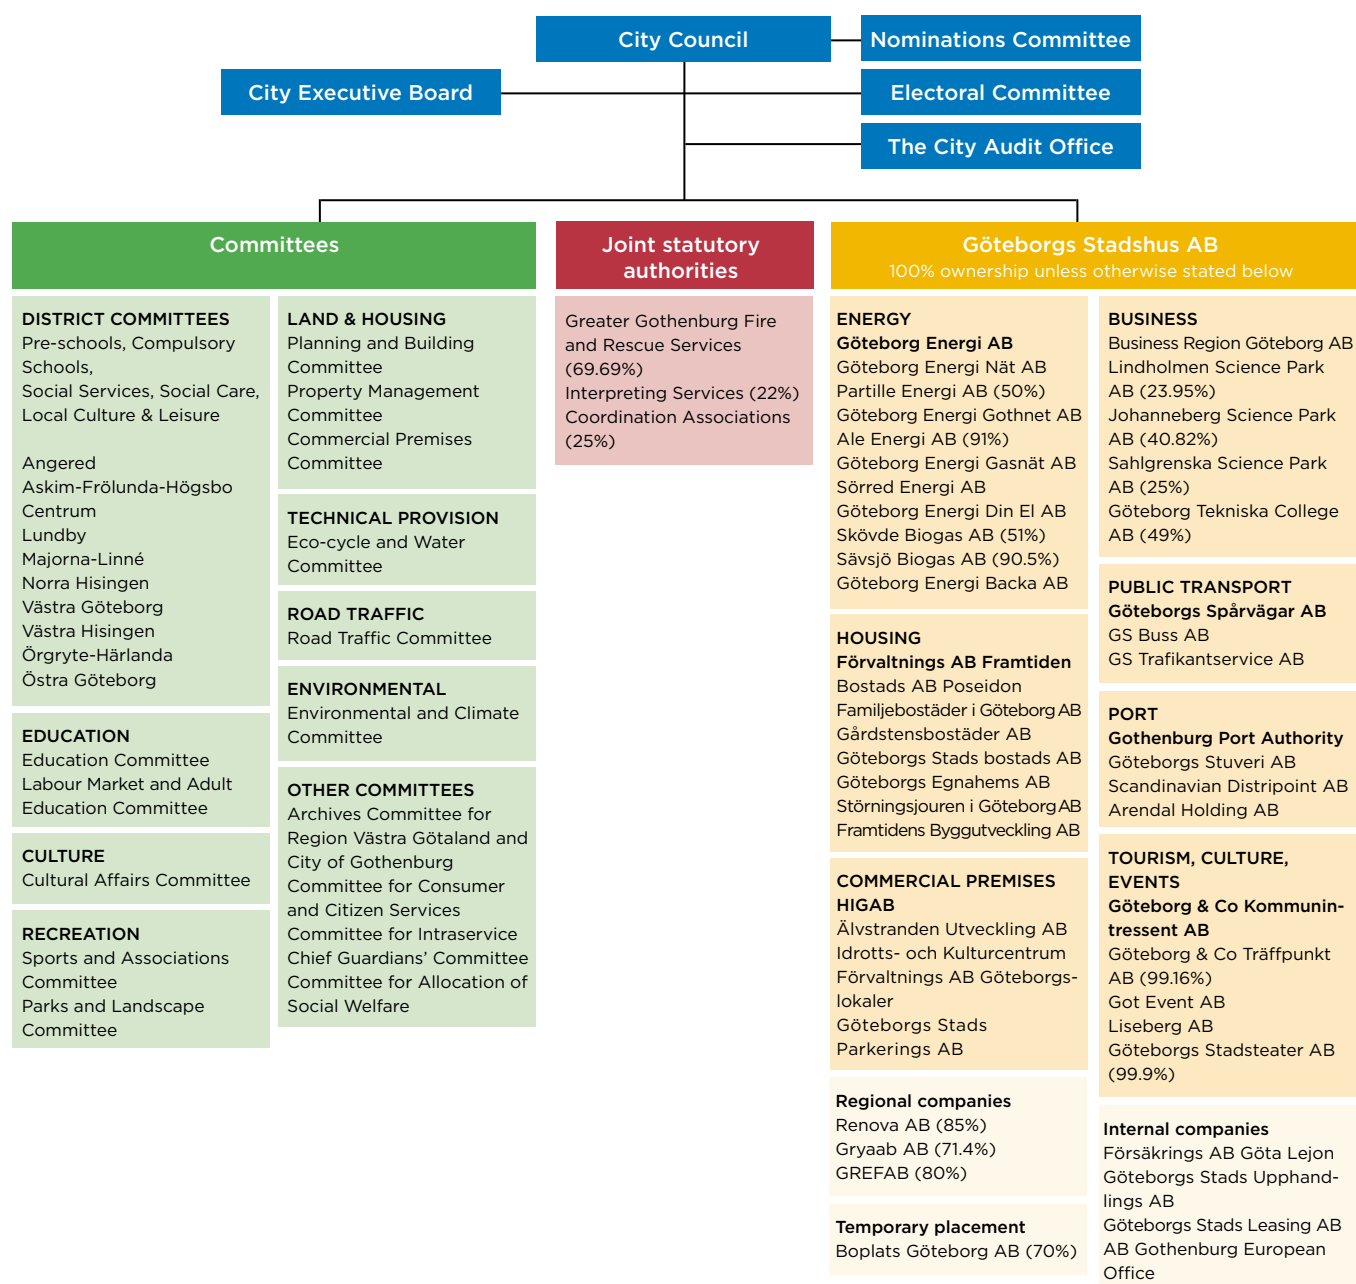 City Council
Nominations Committee
City Executive Board
Electoral Committee
The City Audit Office
Committees
DISTRICT COMMITTEES
Pre-schools, Compulsory
Schools,
Social Services, Social Care,
Local Culture & Leisure
Angered
Askim-Frölunda-Högsbo
Centrum
Lundby
Majorna-Linné
Norra Hisingen
Västra Göteborg
Västra Hisingen
Örgryte-Härlanda
Östra Göteborg
EDUCATION
Education Committee
Labour Market and Adult
Education Committee
CULTURE
Cultural Affairs Committee
RECREATION
Sports and Associations
Committee
Parks and Landscape
Committee
LAND & HOUSING
Planning and Building
Committee
Property Management
Committee
Commercial Premises
Committee
TECHNICAL PROVISION
Eco-cycle and Water
Committee
ROAD TRAFFIC
Road Traffic Committee
ENVIRONMENTAL
Environmental and Climate
Committee
OTHER COMMITTEES
Archives Committee for
Region Västra Götaland and
City of Gothenburg
Committee for Consumer
and Citizen Services
Committee for Intraservice
Chief Guardians’ Committee
Committee for Allocation of
Social Welfare
Joint statutory
authorities
Greater Gothenburg Fire
and Rescue Services
(69.69%)
Interpreting Services (22%)
Coordination Associations
(25%)
Göteborgs Stadshus AB
100% ownership unless otherwise stated below
ENERGY
Göteborg Energi AB
Göteborg Energi Nät AB
Partille Energi AB (50%)
Göteborg Energi Gothnet AB
Ale Energi AB (91%)
Göteborg Energi Gasnät AB
Sörred Energi AB
Göteborg Energi Din El AB
Skövde Biogas AB (51%)
Sävsjö Biogas AB (90.5%)
Göteborg Energi Backa AB
HOUSING
Förvaltnings AB Framtiden
Bostads AB Poseidon
Familjebostäder i Göteborg AB
Gårdstensbostäder AB
Göteborgs Stads bostads AB
Göteborgs Egnahems AB
Störningsjouren i Göteborg AB
Framtidens Byggutveckling AB
COMMERCIAL PREMISES
HIGAB
Älvstranden Utveckling AB
Idrotts- och Kulturcentrum
Förvaltnings AB Göteborgs-
lokaler
Göteborgs Stads
Parkerings AB
Regional companies
Renova AB (85%)
Gryaab AB (71.4%)
GREFAB (80%)
Temporary placement
Boplats Göteborg AB (70%)
BUSINESS
Business Region Göteborg AB
Lindholmen Science Park
AB (23.95%)
Johanneberg Science Park
AB (40.82%)
Sahlgrenska Science Park
AB (25%)
Göteborg Tekniska College
AB (49%)
PUBLIC TRANSPORT
Göteborgs Spårvägar AB
GS Buss AB
GS Trafikantservice AB
PORT
Gothenburg Port Authority
Göteborgs Stuveri AB
Scandinavian Distripoint AB
Arendal Holding AB
TOURISM, CULTURE,
EVENTS
Göteborg & Co Kommunin-
tressent AB
Göteborg & Co Träffpunkt
AB (99.16%)
Got Event AB
Liseberg AB
Göteborgs Stadsteater AB
(99.9%)
Internal companies
Försäkrings AB Göta Lejon
Göteborgs Stads Upphand-
lings AB
Göteborgs Stads Leasing AB
AB Gothenburg European
Office